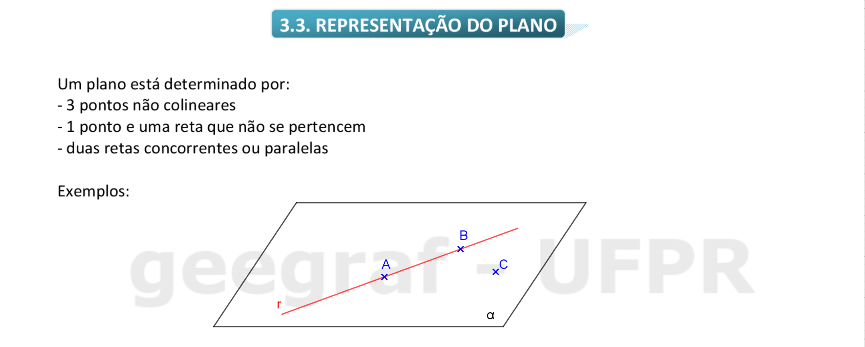 3.3. REPRESENTAÇÃO DO PLANO
Um plano está determinado por:
- 3 pontos não colineares
- 1 ponto e uma reta que não se pertencem
- duas retas concorrentes ou paralelas
Exemplos:
B
A
C
r
α
geegraf - UFPR